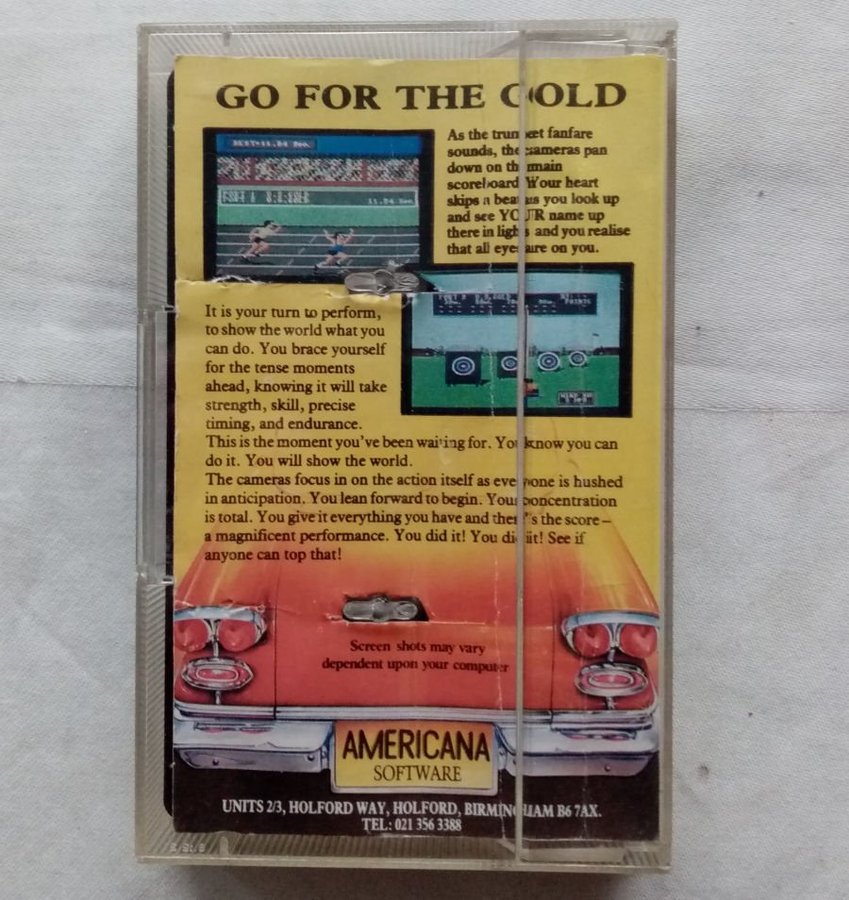 GO FOR THE GOLD
BEST=11.24 Sec.
11.24 Sec
As the trumpet fanfare
sounds, the cameras pan
down on the main
scoreboard. Your heart
skips a beat as you look up
and see YOUR name up
there in lights and you realise
that all eyes are on you.
It is your turn to perform,
to show the world what you
can do. You brace yourself
for the tense moments
ahead, knowing it will take
strength, skill, precise
timing, and endurance.
This is the moment you've been waiting for. You know you can
do it. You will show the world.
The cameras focus in on the action itself as everyone is hushed
in anticipation. You lean forward to begin. Your concentration
is total. You give it everything you have and there's the score –
a magnificent performance. You did it! You did it! See if
anyone can top that!
Screen shots may vary
dependent upon your computer
AMERICANA
SOFTWARE
UNITS 2/3, HOLFORD WAY, HOLFORD, BIRMINGHAM B6 7AX.
TEL: 021 356 3388